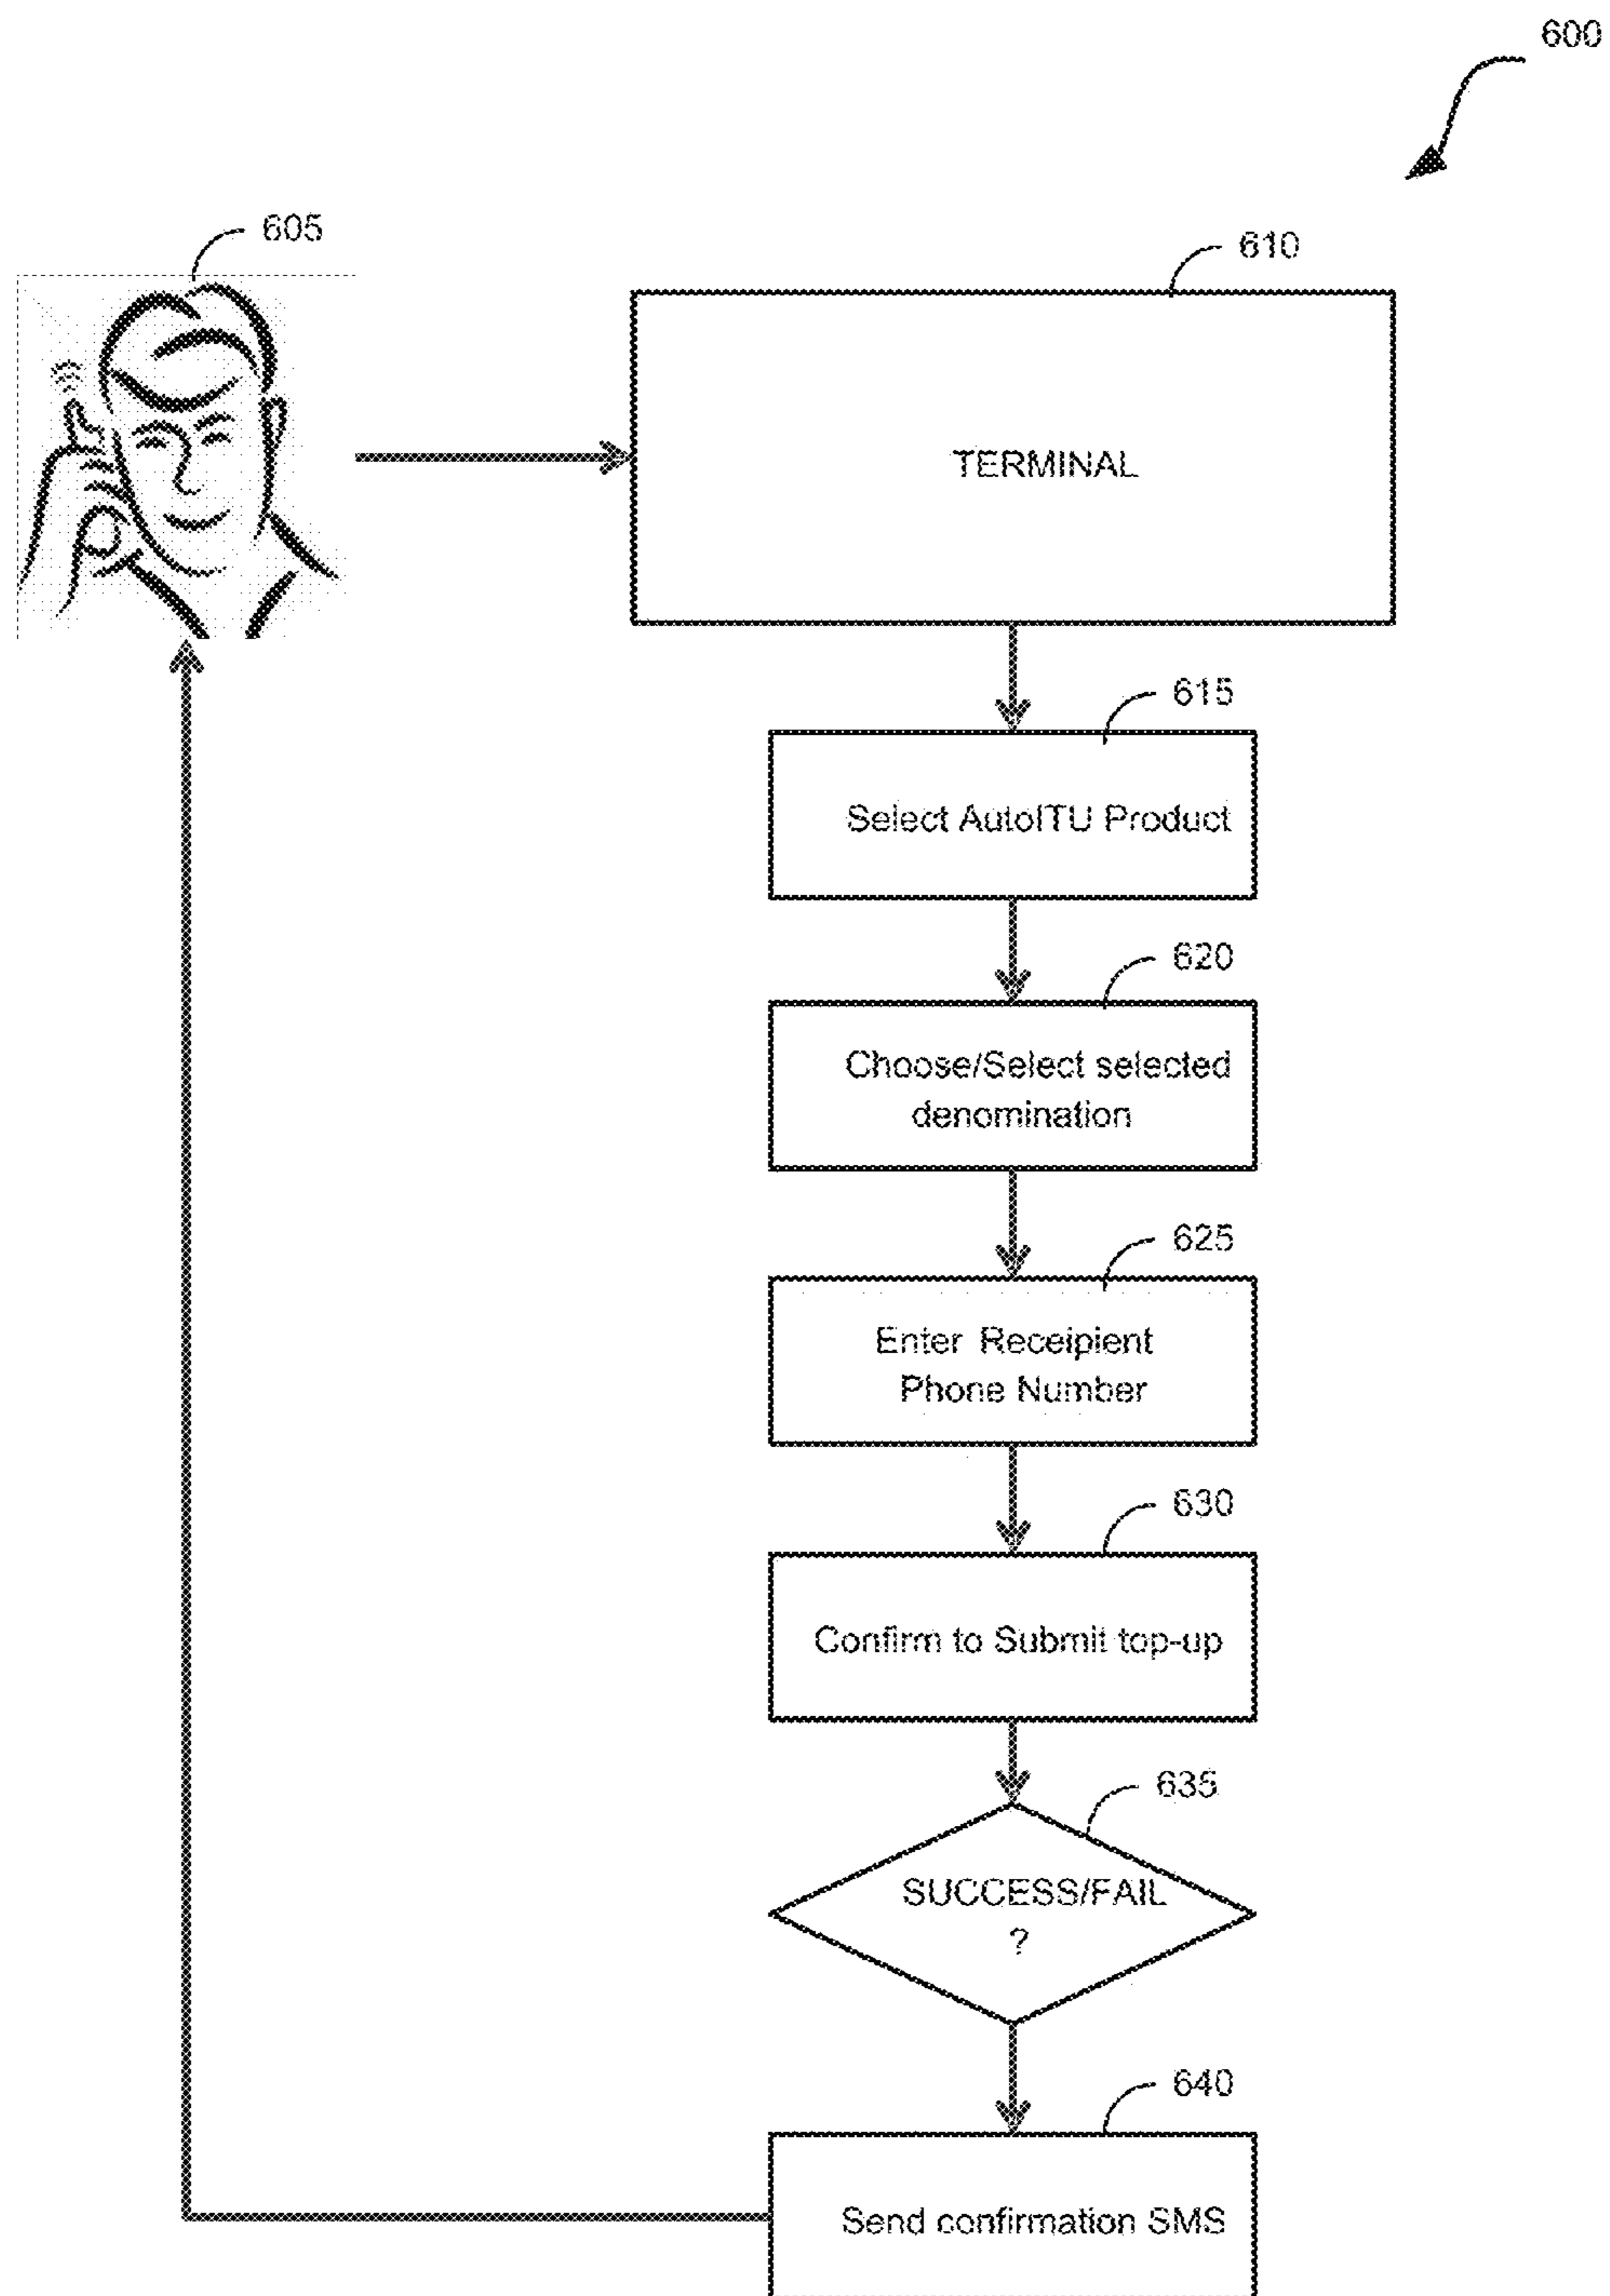 600
605
610
TERMINAL
615
Select AutoITU Product
620
Choose/Select selected
denomination
625
Enter Receipient
Phone Number
630
Confirm to Submit top-up
635
SUCCESS/FAIL
?
640
Send confirmation SMS